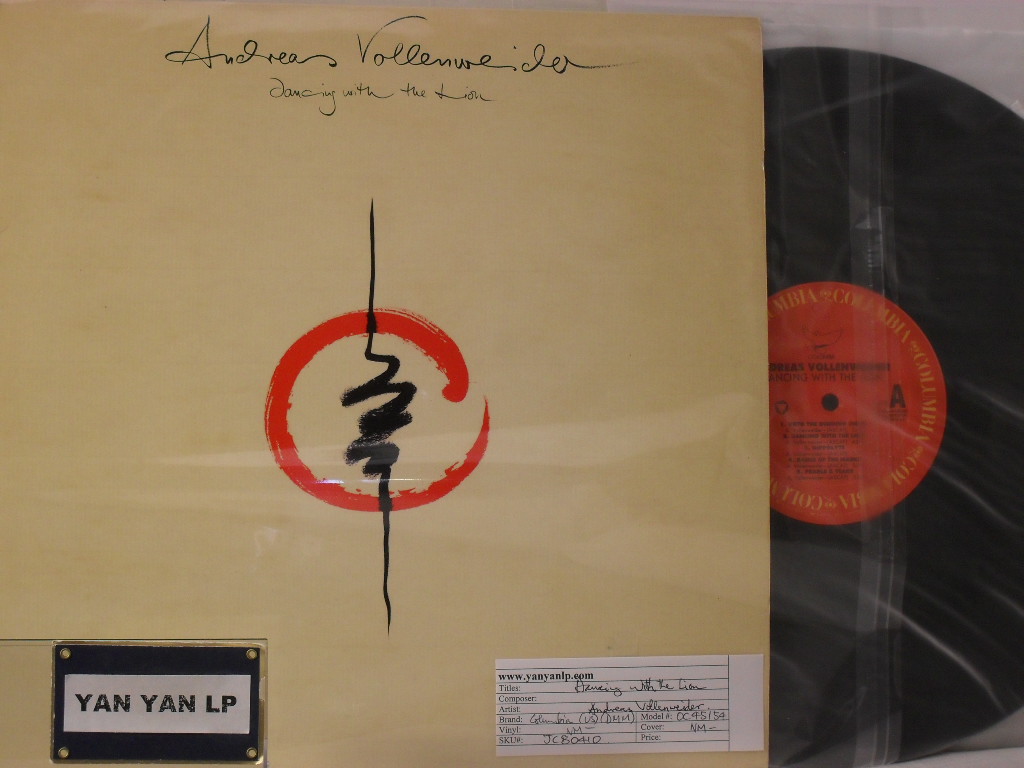 Andreas Vollenweider
Dancing with the Lion
COLUMBIA
ANDREAS VOLLENWEIDER
DANCING WITH THE LION
A
YAN YAN LP
www.yanyanlp.com
Titles: Dancing with the Lion
Composer:
Artist: Andreas Vollenweider
Brand: Columbia (US) (DMM) Model #: OC 45154
Vinyl: NM- Cover: NM-
SKU#: JC80410 Price: